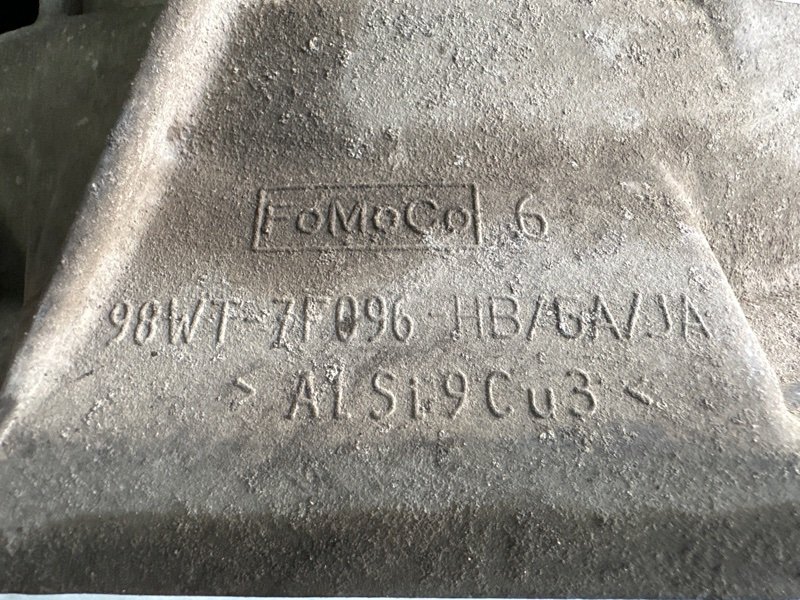 FoMoCo 6
98WT-7F096-HB/GA/JA
> AlSi9Cu3 <